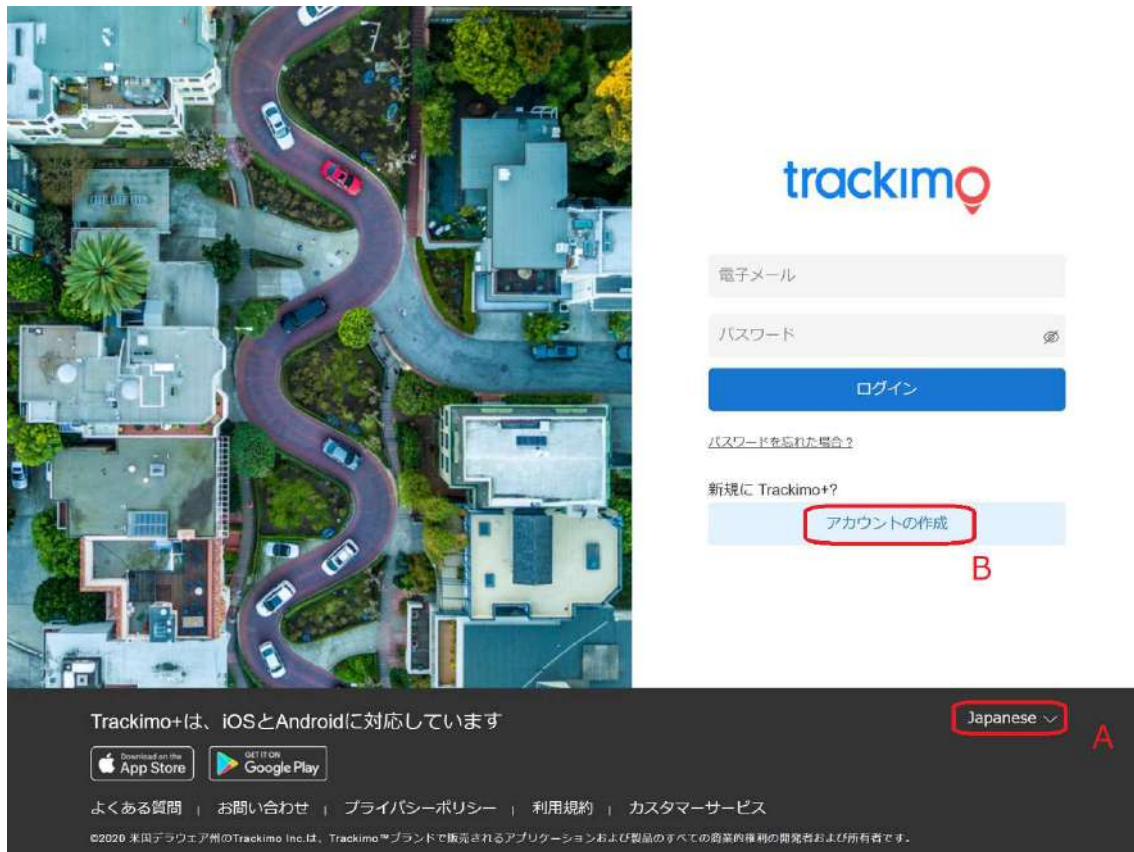 trackimo
電子メール
パスワード
ログイン
パスワードを忘れた場合?
新規に Trackimo+?
アカウントの作成
B
Trackimo+は、iOSとAndroidに対応しています
Japanese
A
Download on the App Store
GET IT ON Google Play
よくある質問 | お問い合わせ | プライバシーポリシー | 利用規約 | カスタマーサービス
©2020 米国デラウェア州のTrackimo Inc.は、Trackimo™ブランドで販売されるアプリケーションおよび製品のすべての商業的権利の開発者および所有者です。